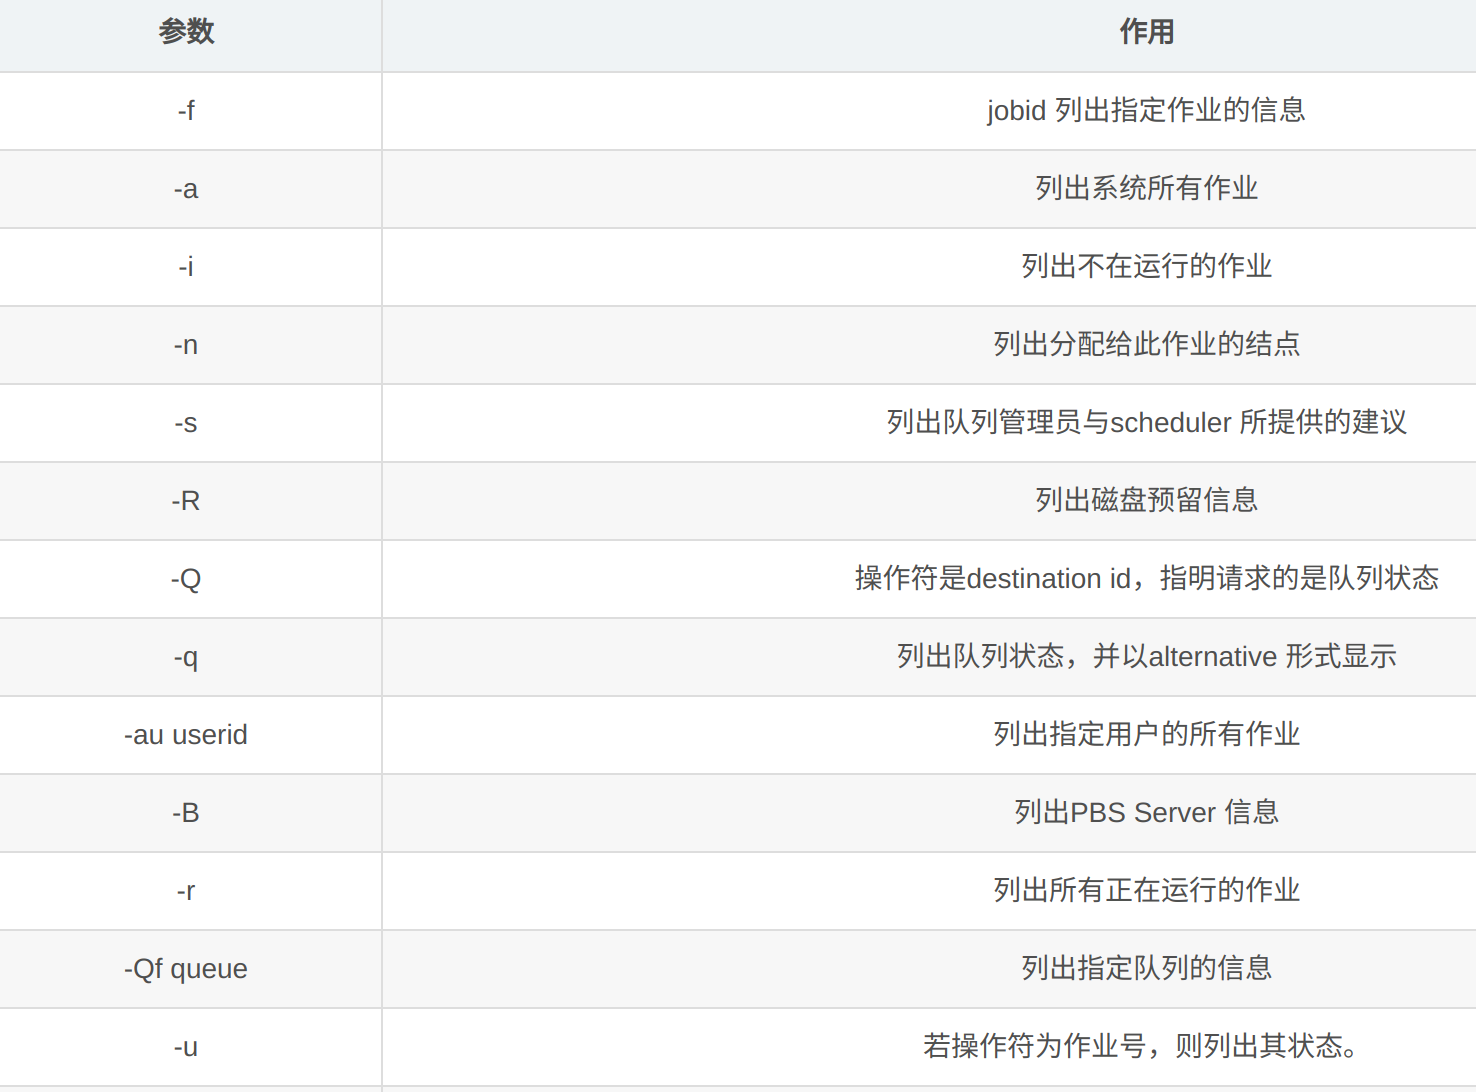 参数 作用
-f jobid 列出指定作业的信息
-a 列出系统所有作业
-i 列出不在运行的作业
-n 列出分配给此作业的结点
-s 列出队列管理员与scheduler 所提供的建议
-R 列出磁盘预留信息
-Q 操作符是destination id，指明请求的是队列状态
-q 列出队列状态，并以alternative 形式显示
-au userid 列出指定用户的所有作业
-B 列出PBS Server 信息
-r 列出所有正在运行的作业
-Qf queue 列出指定队列的信息
-u 若操作符为作业号，则列出其状态。